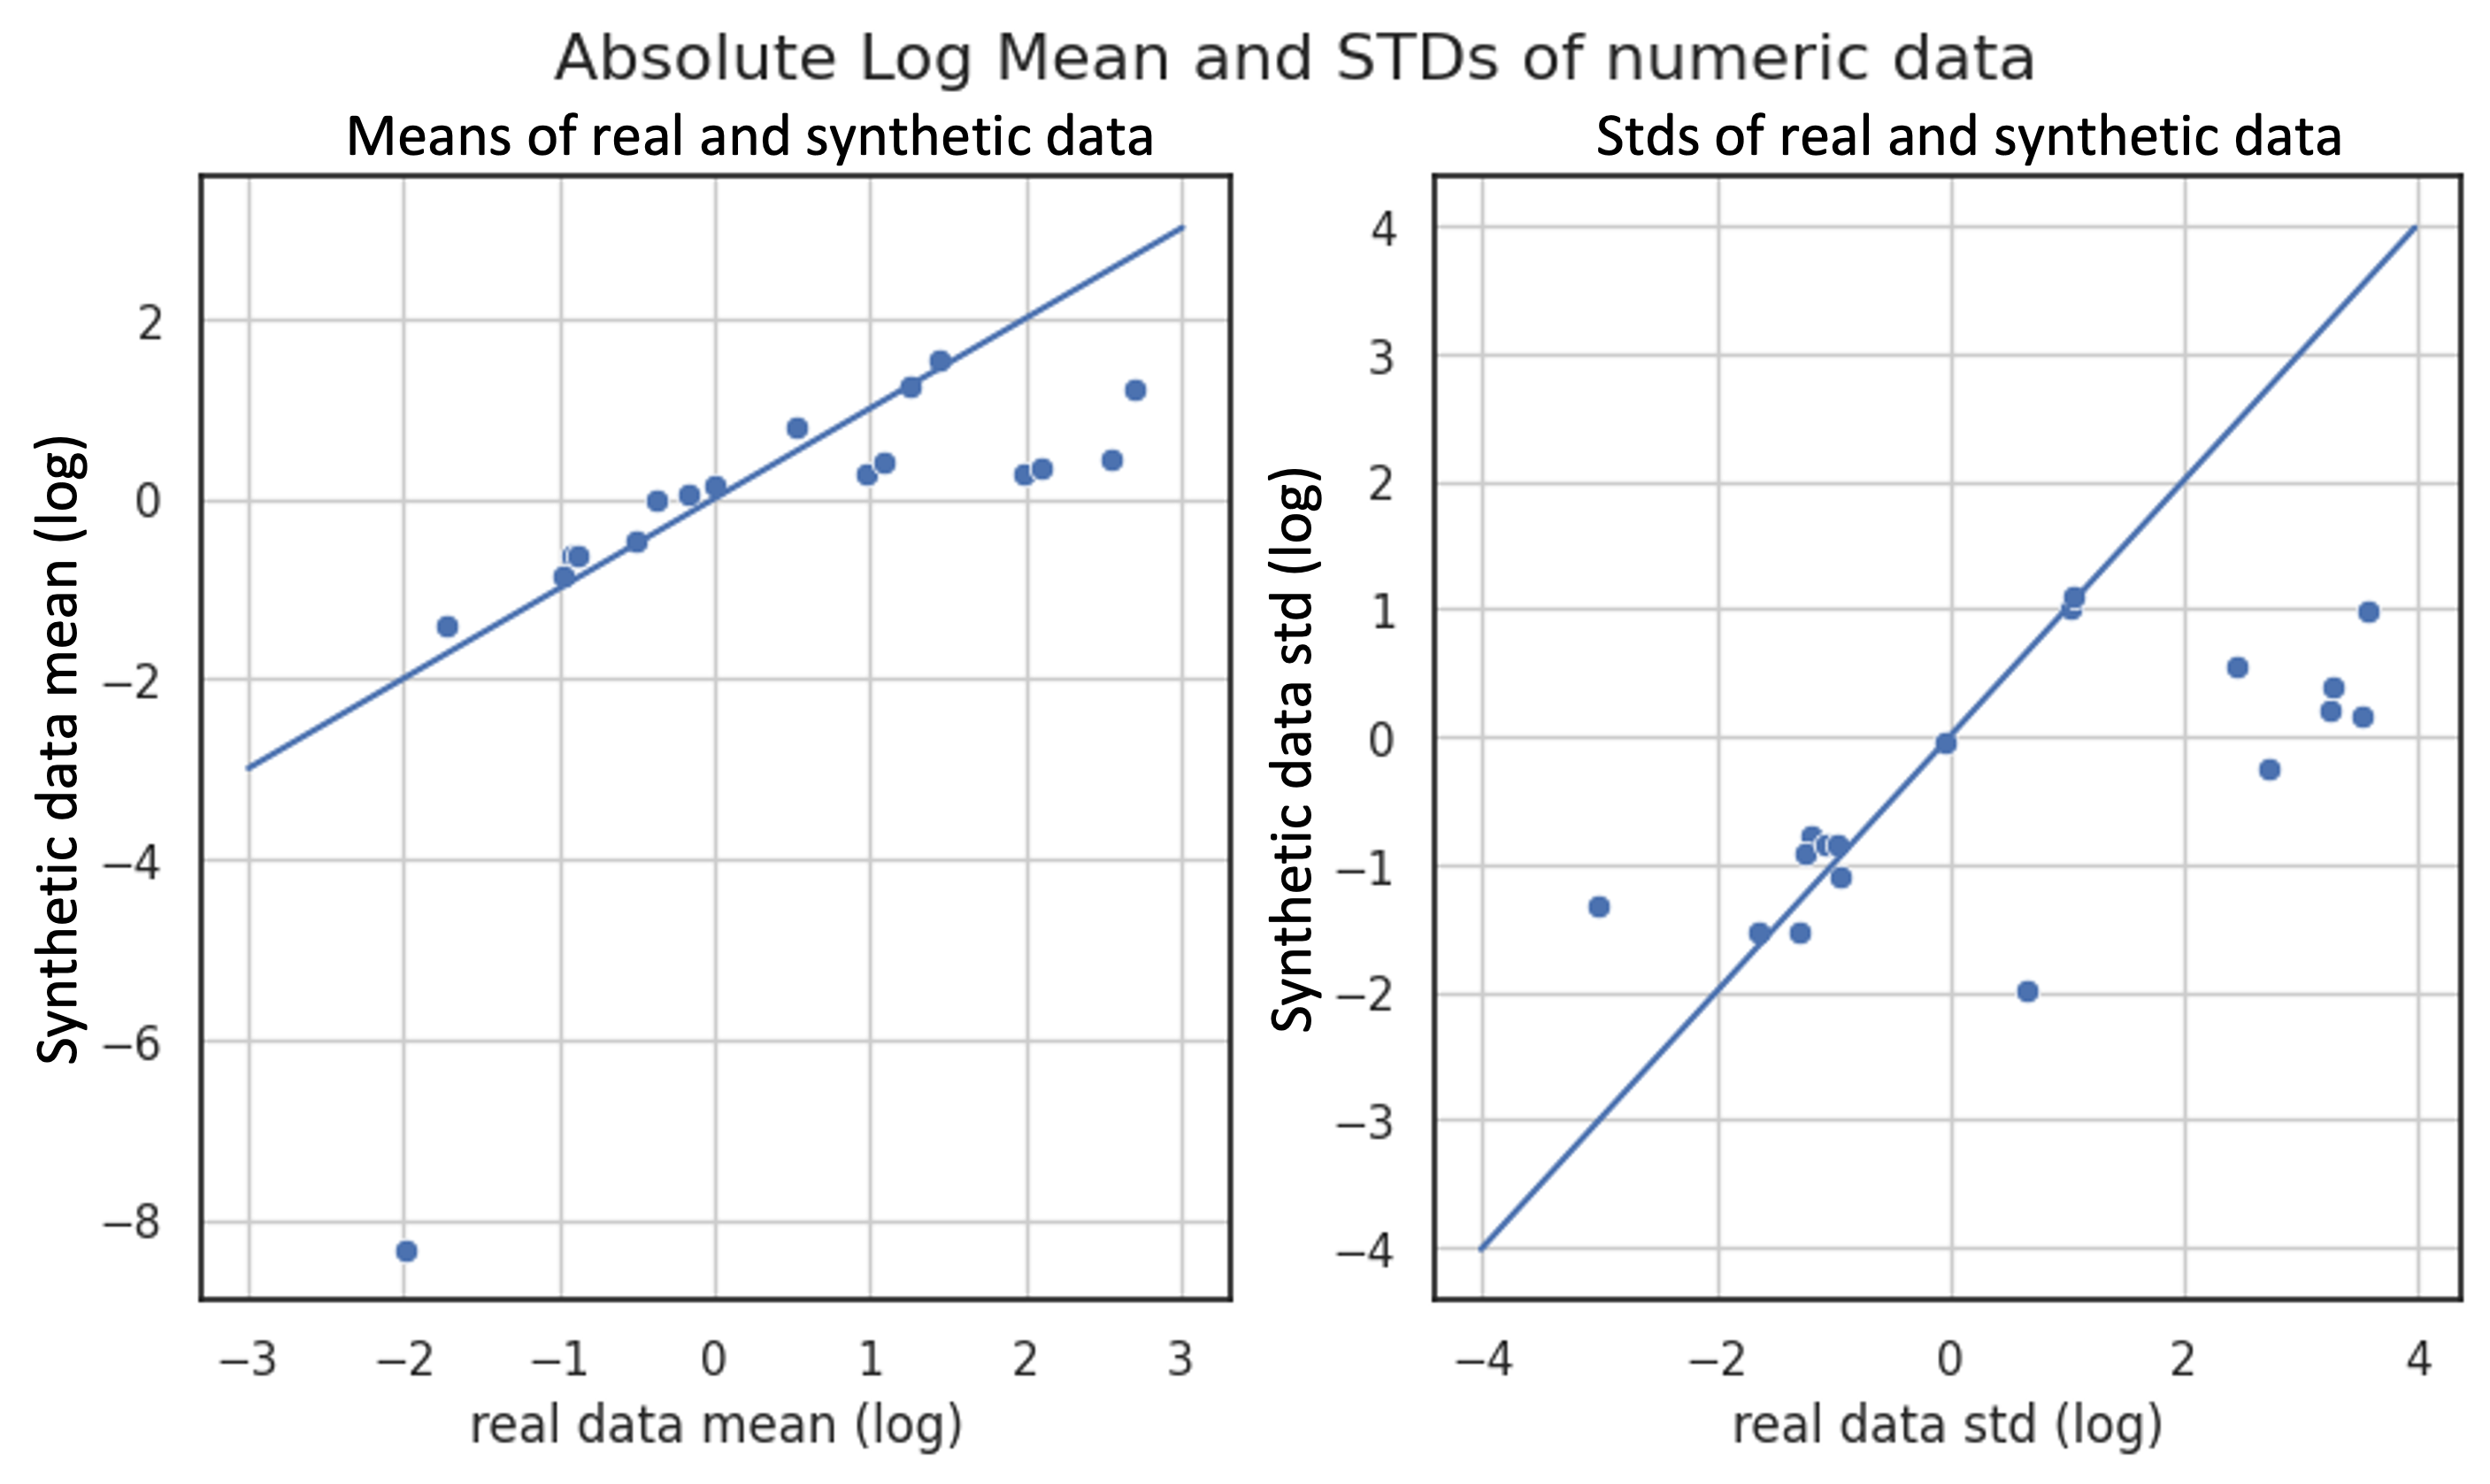 Absolute Log Mean and STDs of numeric data
Means of real and synthetic data
Synthetic data mean (log)
2
0
−2
−4
−6
−8
−3 −2 −1 0 1 2 3
real data mean (log)
Stds of real and synthetic data
Synthetic data std (log)
4
3
2
1
0
−1
−2
−3
−4
−4 −2 0 2 4
real data std (log)